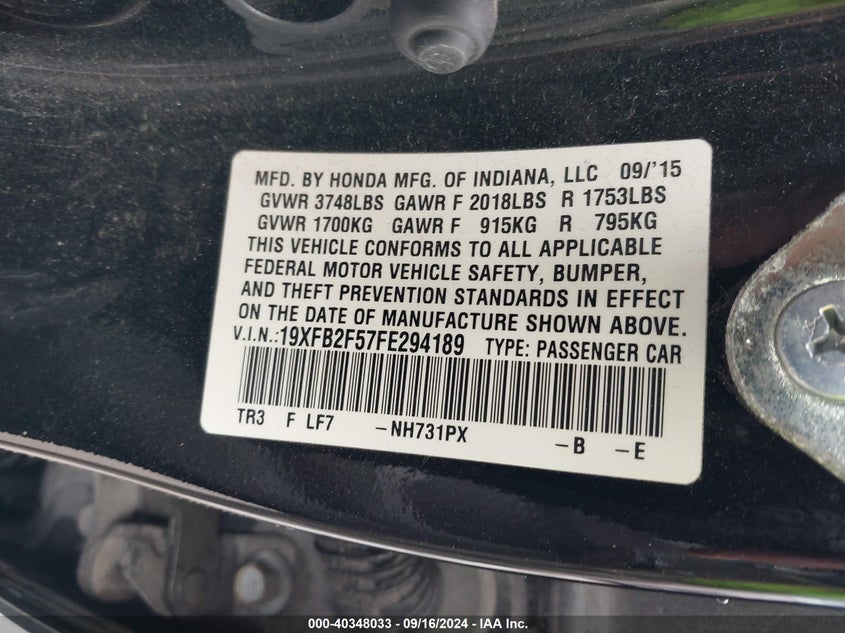 MFD. BY HONDA MFG. OF INDIANA, LLC 09/'15
GVWR 3748LBS GAWR F 2018LBS R 1753LBS
GVWR 1700KG GAWR F 915KG R 795KG
THIS VEHICLE CONFORMS TO ALL APPLICABLE
FEDERAL MOTOR VEHICLE SAFETY, BUMPER,
AND THEFT PREVENTION STANDARDS IN EFFECT
ON THE DATE OF MANUFACTURE SHOWN ABOVE.
V.I.N.:19XFB2F57FE294189 TYPE: PASSENGER CAR
TR3 F LF7 -NH731PX -B -E
000-40348033 - 09/16/2024 - IAA Inc.